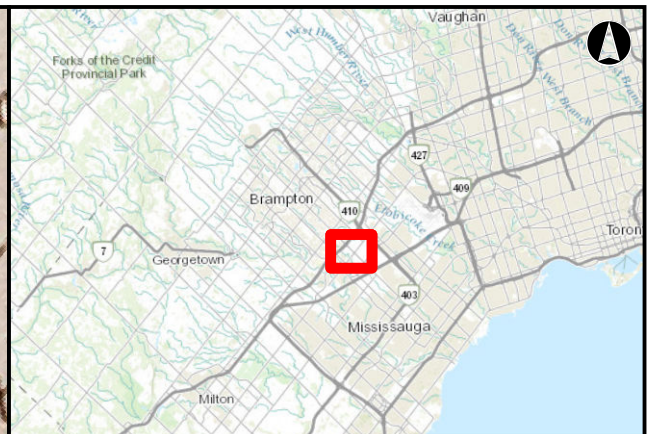 Vaughan
Forks of the Credit
Provincial Park
West Humber River
Don River West Branch
427
409
Brampton
410
Etobicoke Creek
Toron
7
Georgetown
403
Mississauga
Milton